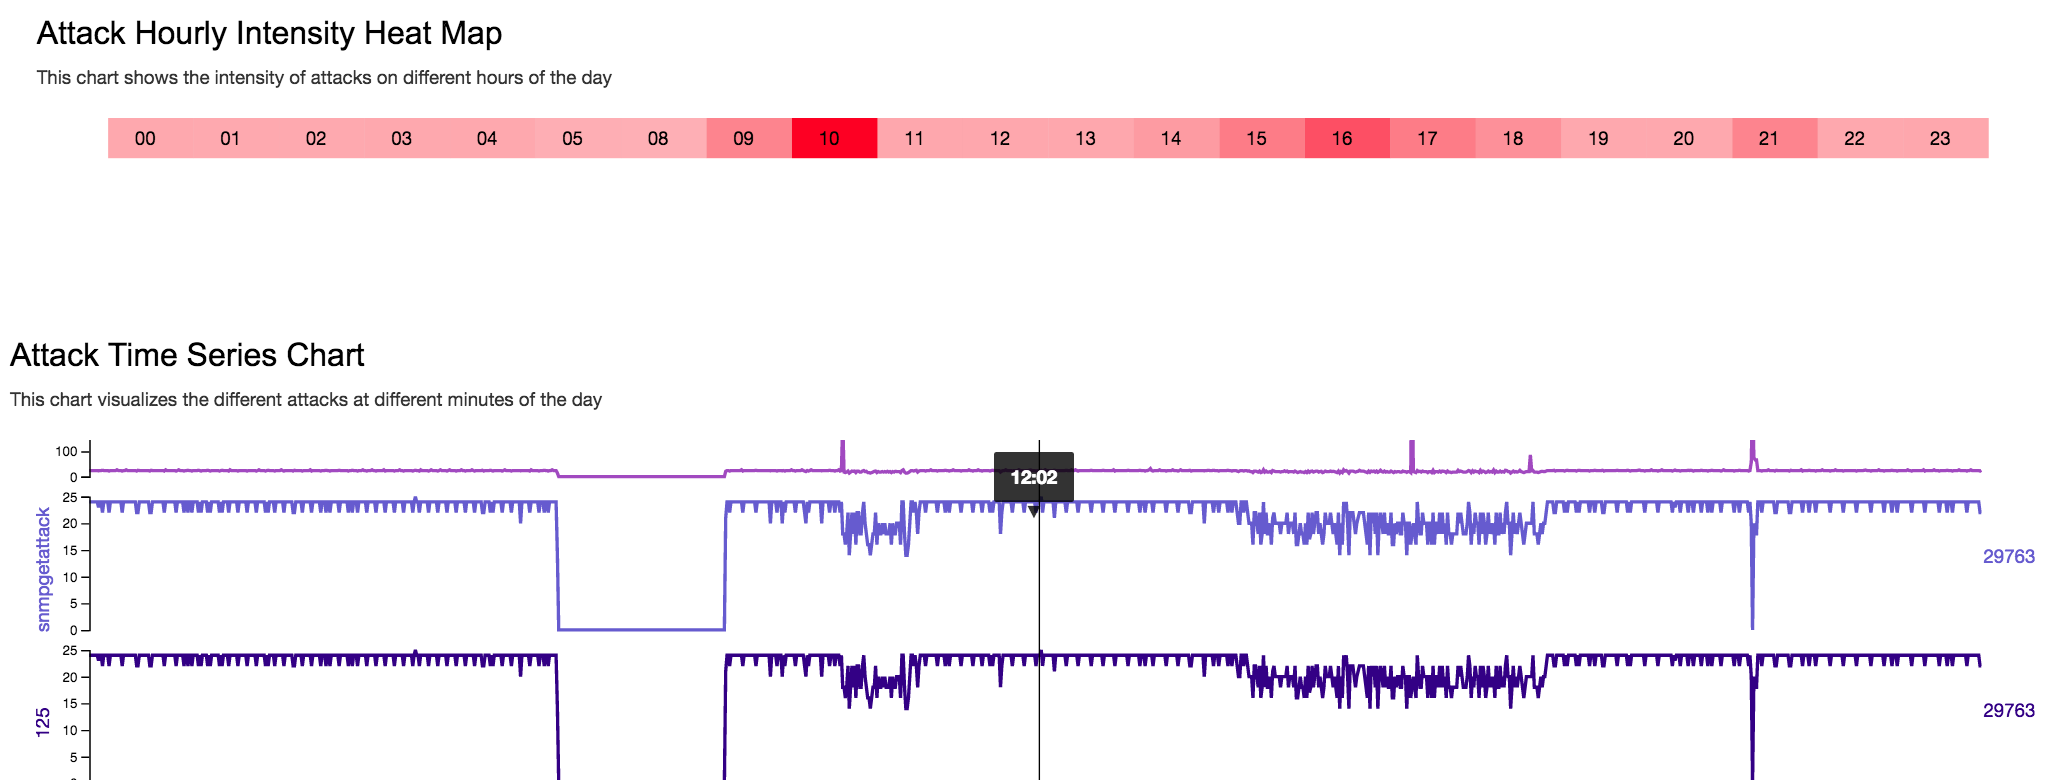 Attack Hourly Intensity Heat Map
This chart shows the intensity of attacks on different hours of the day
00 01 02 03 04 05 08 09 10 11 12 13 14 15 16 17 18 19 20 21 22 23
Attack Time Series Chart
This chart visualizes the different attacks at different minutes of the day
100
0
12:02
25
20
15
10
5
0
snmpgetattack
29763
25
20
15
10
5
125
29763